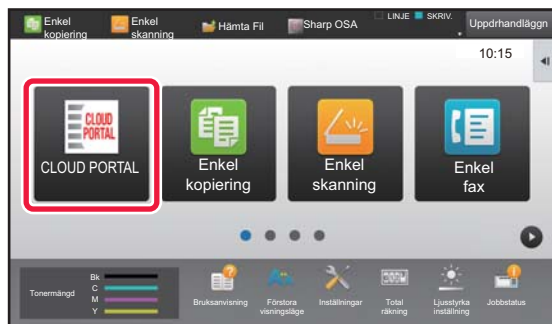 Enkel
kopiering
Enkel
skanning
Hämta Fil
Sharp OSA
LINJE
SKRIV.
Uppdrhandläggn
10:15
CLOUD
PORTAL
CLOUD PORTAL
Enkel
kopiering
Enkel
skanning
Enkel
fax
Tonermängd
Bk
C
M
Y
Bruksanvisning
Förstora
visningsläge
Inställningar
Total
räkning
Ljusstyrka
inställning
Jobbstatus